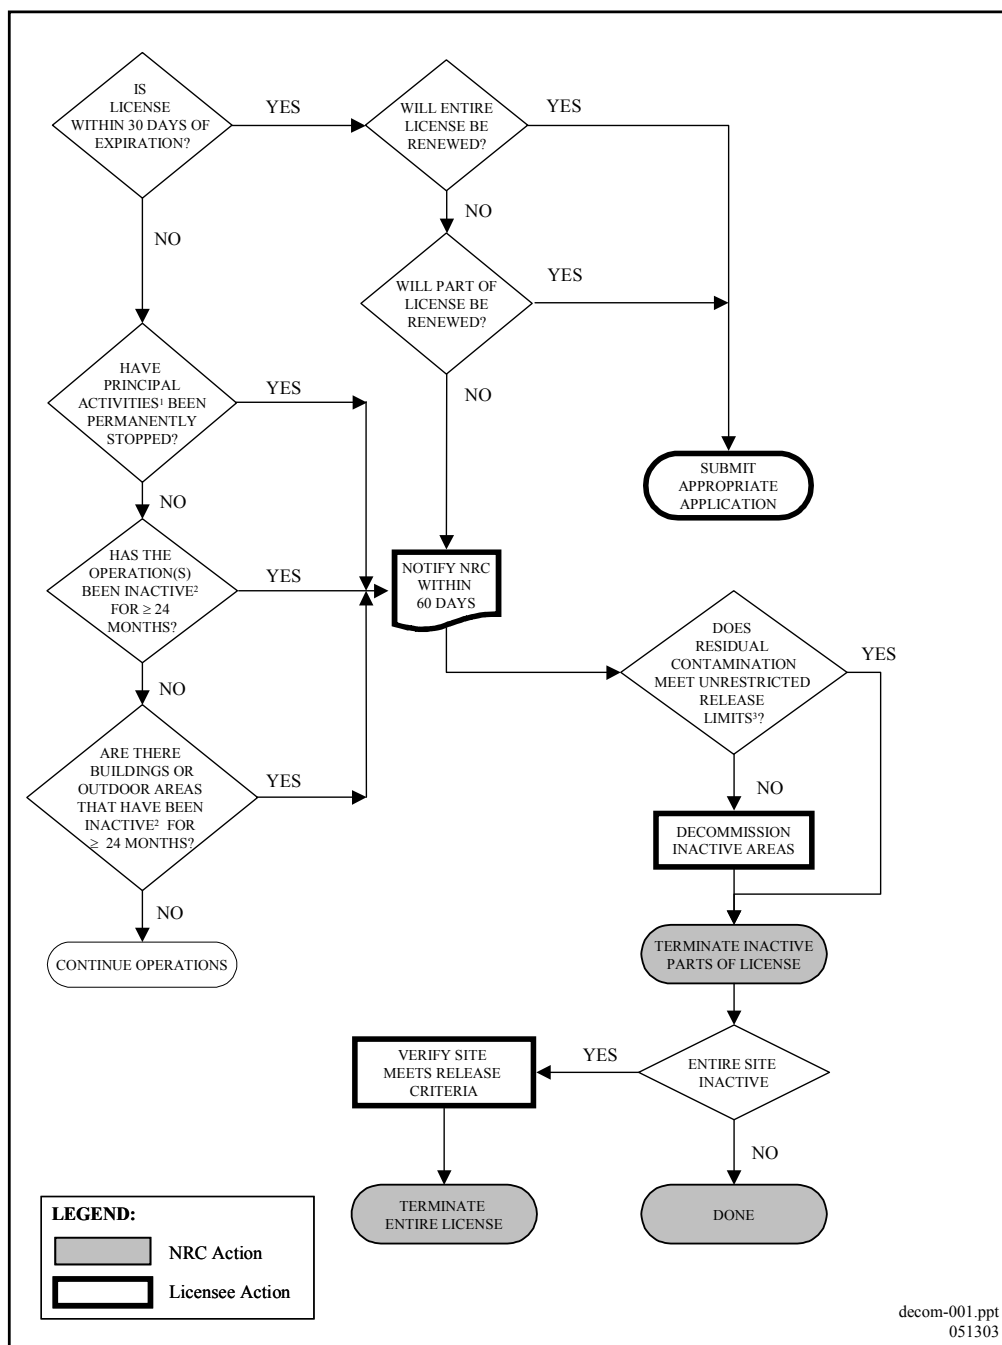 IS
LICENSE
WITHIN 30 DAYS OF
EXPIRATION?
YES
WILL ENTIRE
LICENSE BE
RENEWED?
YES
NO
NO
WILL PART OF
LICENSE BE
RENEWED?
YES
NO
HAVE
PRINCIPAL
ACTIVITIES¹ BEEN
PERMANENTLY
STOPPED?
YES
NO
SUBMIT
APPROPRIATE
APPLICATION
HAS THE
OPERATION(S)
BEEN INACTIVE²
FOR ≥ 24
MONTHS?
YES
NO
NOTIFY NRC
WITHIN
60 DAYS
DOES
RESIDUAL
CONTAMINATION
MEET UNRESTRICTED
RELEASE
LIMITS³?
YES
NO
ARE THERE
BUILDINGS OR
OUTDOOR AREAS
THAT HAVE BEEN
INACTIVE² FOR
≥ 24 MONTHS?
YES
NO
DECOMMISSION
INACTIVE AREAS
CONTINUE OPERATIONS
TERMINATE INACTIVE
PARTS OF LICENSE
ENTIRE SITE
INACTIVE
YES
NO
VERIFY SITE
MEETS RELEASE
CRITERIA
TERMINATE
ENTIRE LICENSE
DONE
LEGEND:
NRC Action
Licensee Action
decom-001.ppt
051303